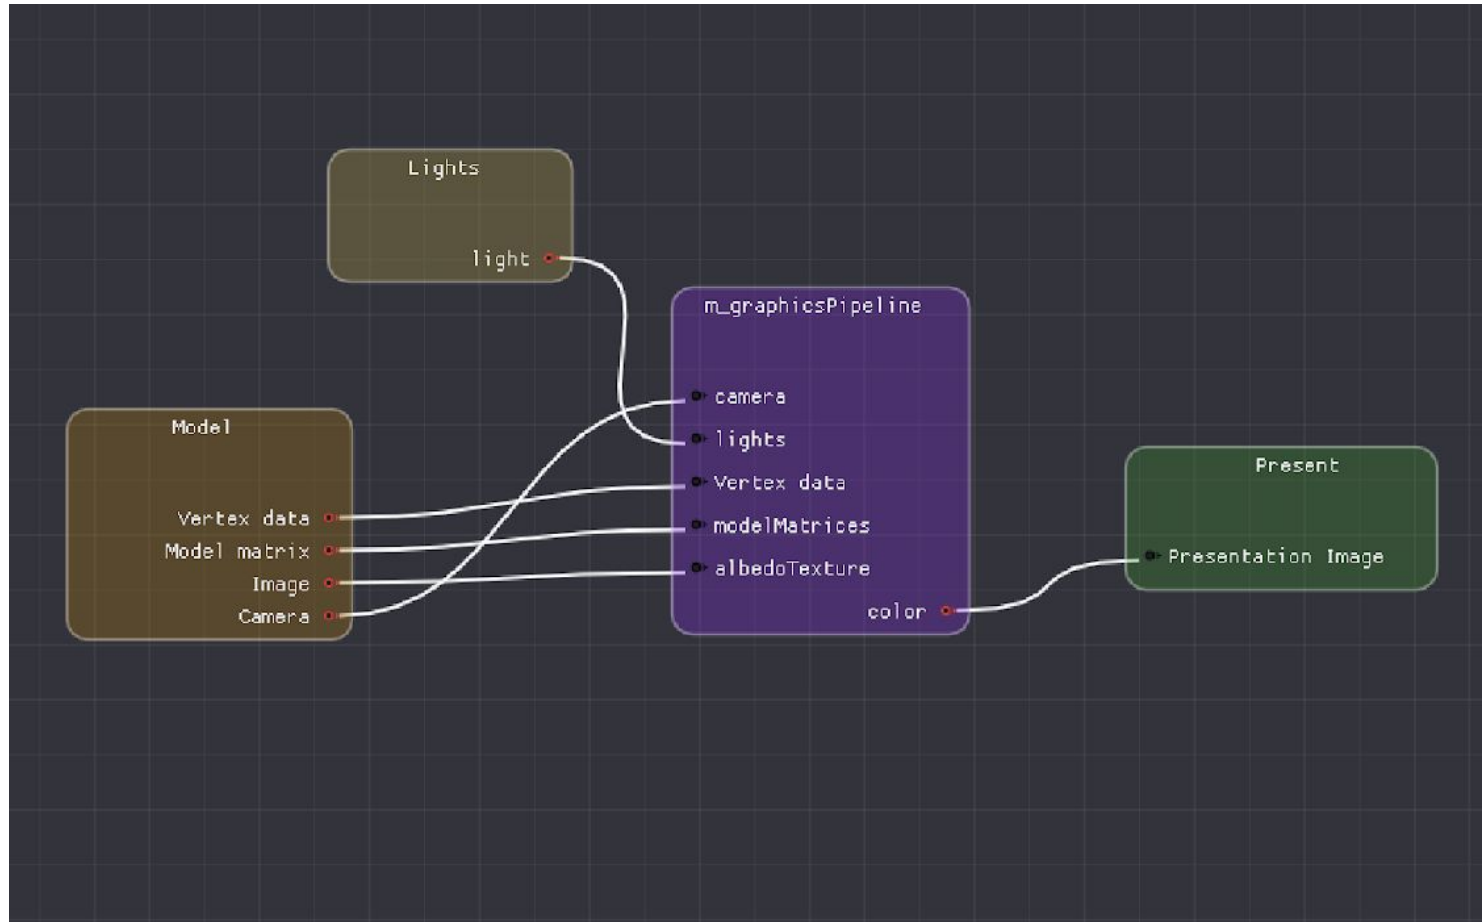 Lights
light
m_graphicsPipeline
camera
lights
Vertex data
modelMatrices
albedoTexture
color
Model
Vertex data
Model matrix
Image
Camera
Present
Presentation Image